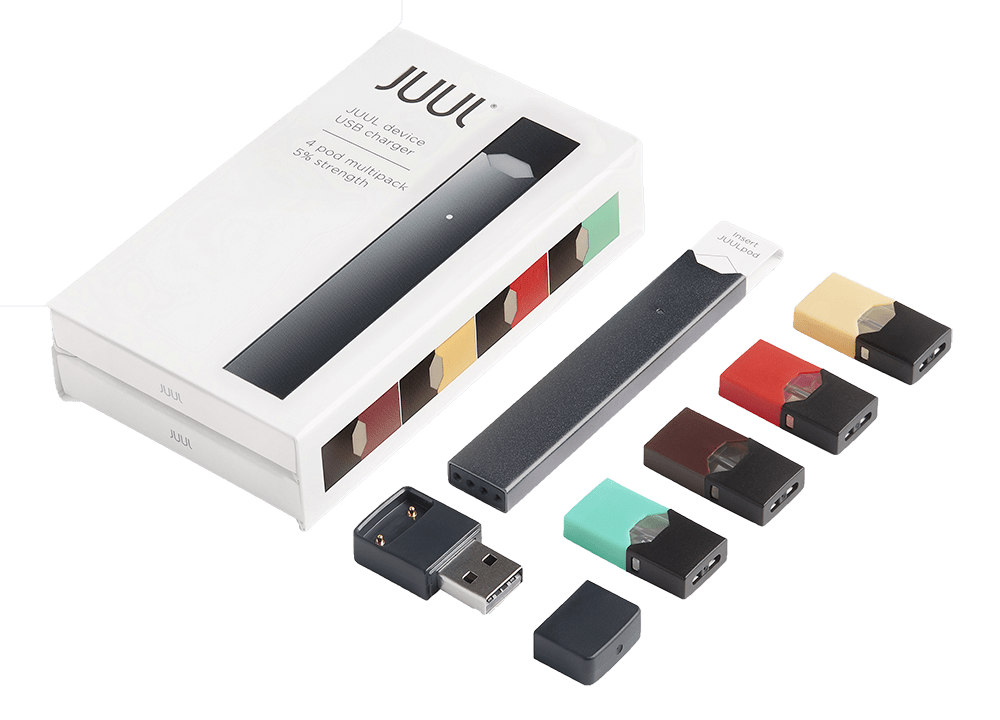 JUUL®
JUUL device
USB charger
4 pod multipack
5% strength
Insert
JUULpod
JUUL
JUUL